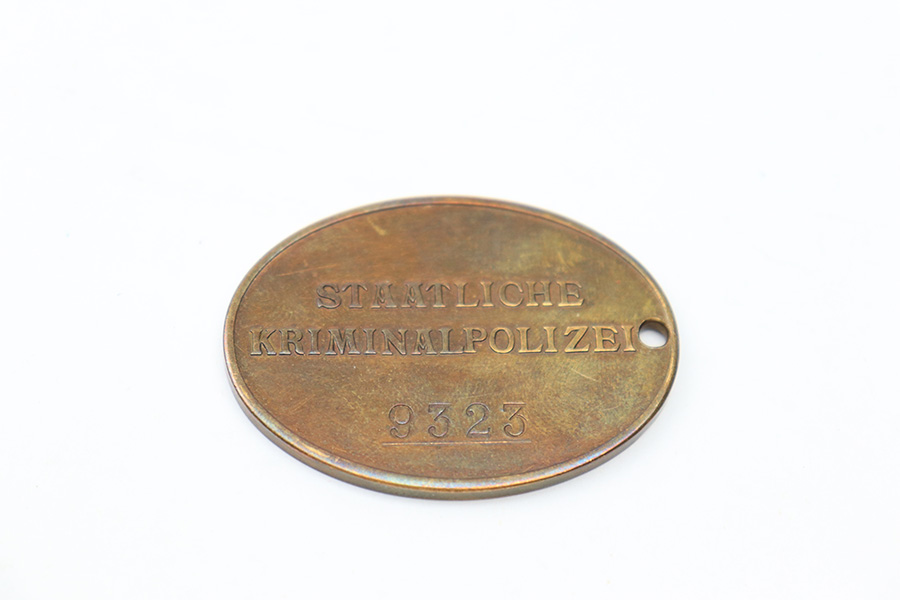 STAATLICHE
KRIMINALPOLIZEI
9323